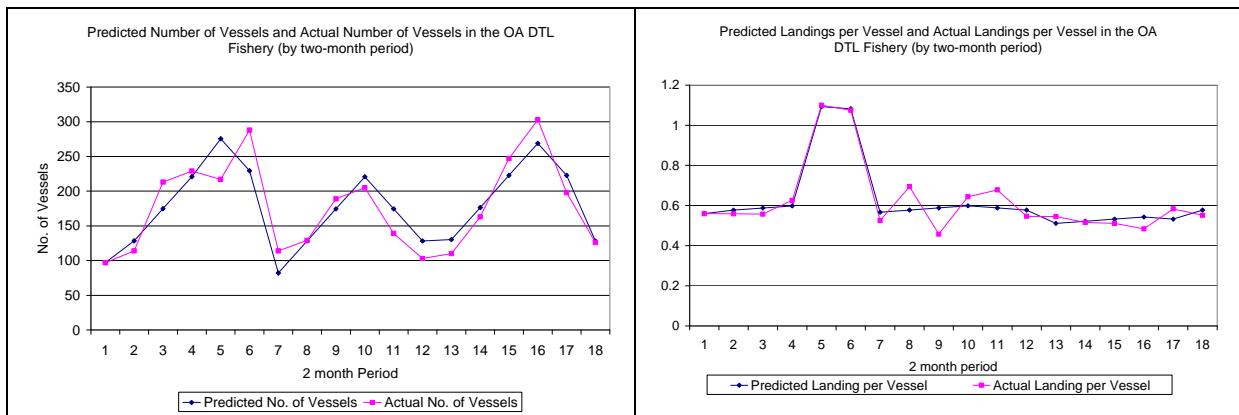 Predicted Number of Vessels and Actual Number of Vessels in the OA DTL
Fishery (by two-month period)
350
300
250
200
150
100
50
0
No. of Vessels
1 2 3 4 5 6 7 8 9 10 11 12 13 14 15 16 17 18
2 month Period
Predicted No. of Vessels Actual No. of Vessels
Predicted Landings per Vessel and Actual Landings per Vessel in the OA
DTL Fishery (by two-month period)
1.2
1
0.8
0.6
0.4
0.2
0
1 2 3 4 5 6 7 8 9 10 11 12 13 14 15 16 17 18
2 month period
Predicted Landing per Vessel Actual Landing per Vessel